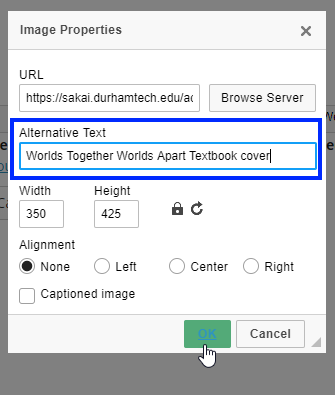 Image Properties
URL
https://sakai.durhamtech.edu/ac
Browse Server
Alternative Text
Worlds Together Worlds Apart Textbook cover
Width Height
350 425
Alignment
None Left Center Right
Captioned image
OK Cancel